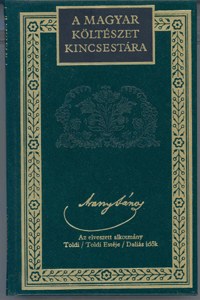 A MAGYAR
KÖLTÉSZET
KINCSESTÁRA
Arany János
Az elveszett alkotmány
Toldi / Toldi Estéje / Daliás idők